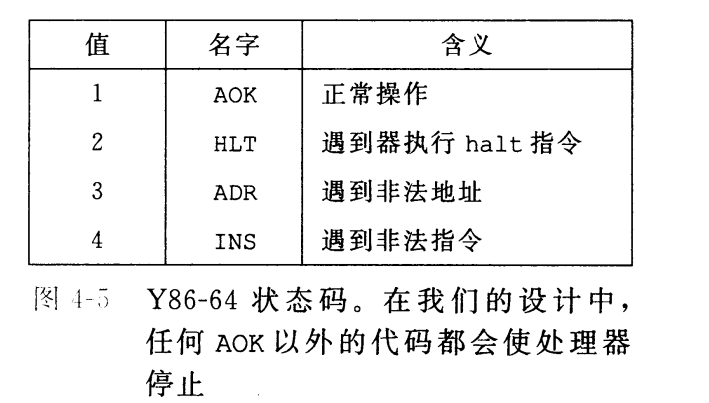 值 名字 含义
1 AOK 正常操作
2 HLT 遇到器执行 halt 指令
3 ADR 遇到非法地址
4 INS 遇到非法指令
图 4-5 Y86-64 状态码。在我们的设计中，
任何 AOK 以外的代码都会使处理器
停止